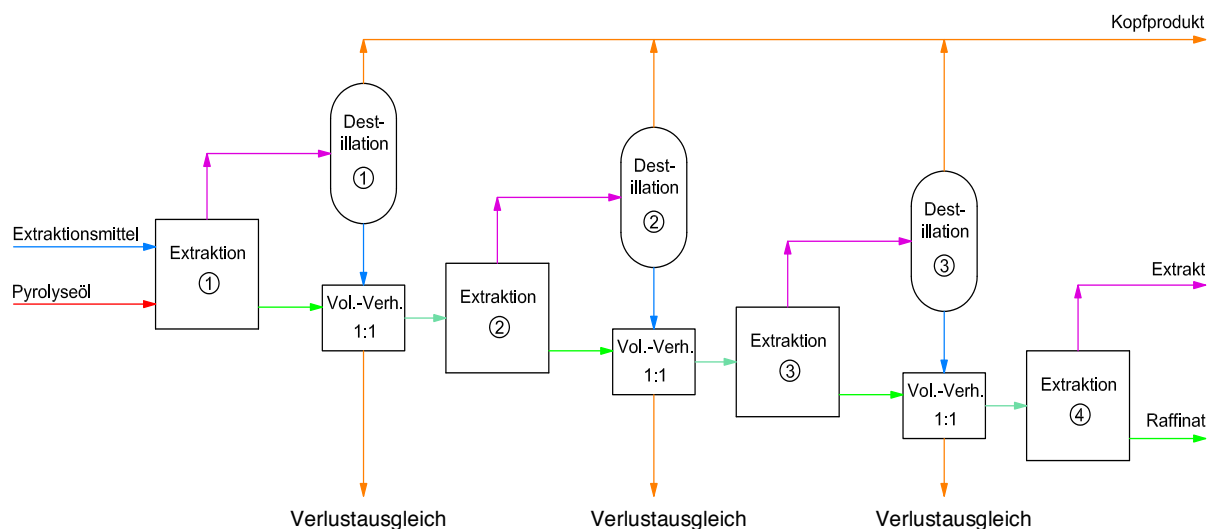 Kopfprodukt
Dest-
illation
1
Dest-
illation
2
Dest-
illation
3
Extraktionsmittel
Pyrolyseöl
Extraktion
1
Vol.-Verh.
1:1
Extraktion
2
Vol.-Verh.
1:1
Extraktion
3
Vol.-Verh.
1:1
Extraktion
4
Extrakt
Raffinat
Verlustausgleich
Verlustausgleich
Verlustausgleich